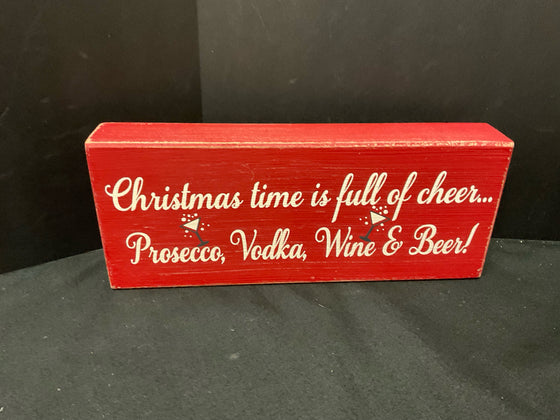 Christmas time is full of cheer...
Prosecco, Vodka, Wine & Beer!